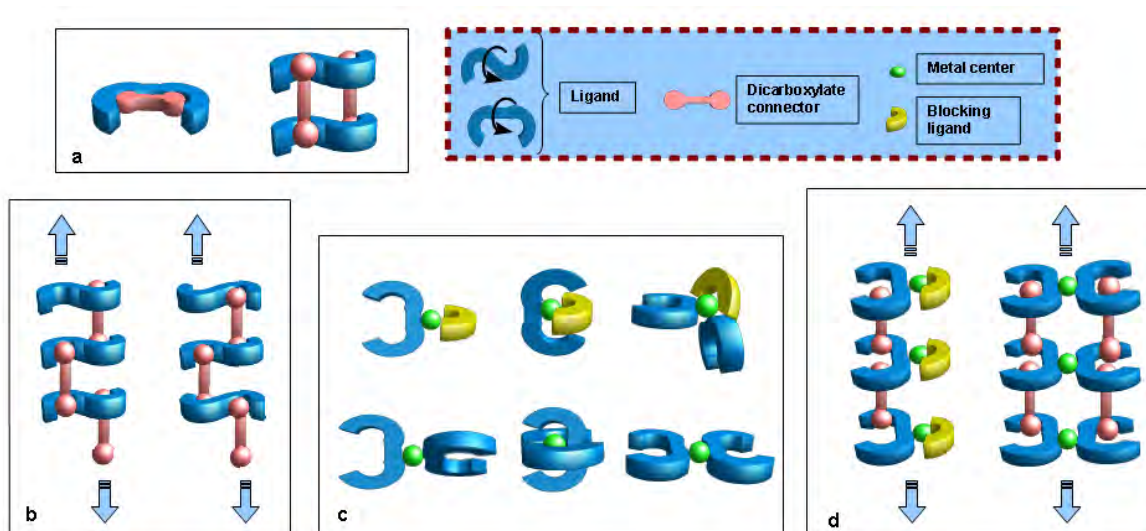 a
Ligand
Dicarboxylate
connector
Metal center
Blocking
ligand
b
c
d